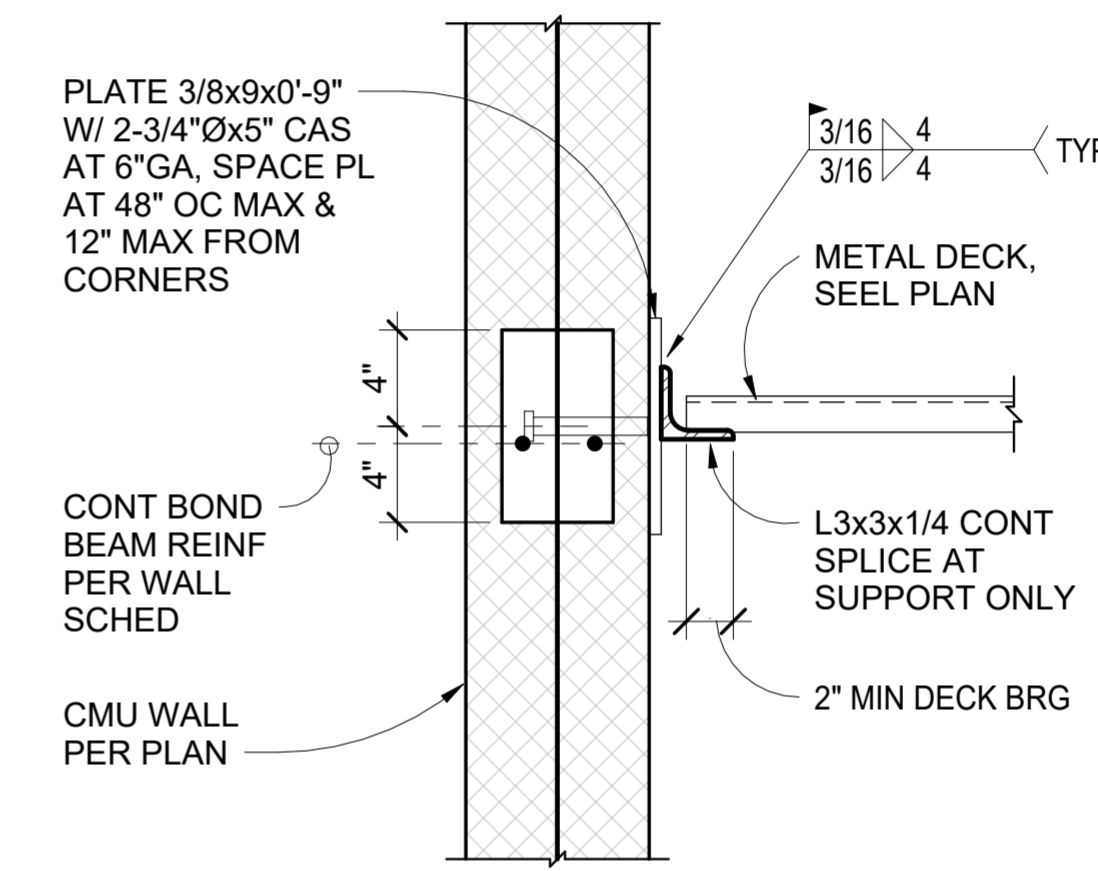 PLATE 3/8x9x0'-9"
W/ 2-3/4"Øx5" CAS
AT 6"GA, SPACE PL
AT 48" OC MAX &
12" MAX FROM
CORNERS
3/16 4
3/16 4
TYP
METAL DECK,
SEEL PLAN
4"
4"
CONT BOND
BEAM REINF
PER WALL
SCHED
L3x3x1/4 CONT
SPLICE AT
SUPPORT ONLY
2" MIN DECK BRG
CMU WALL
PER PLAN